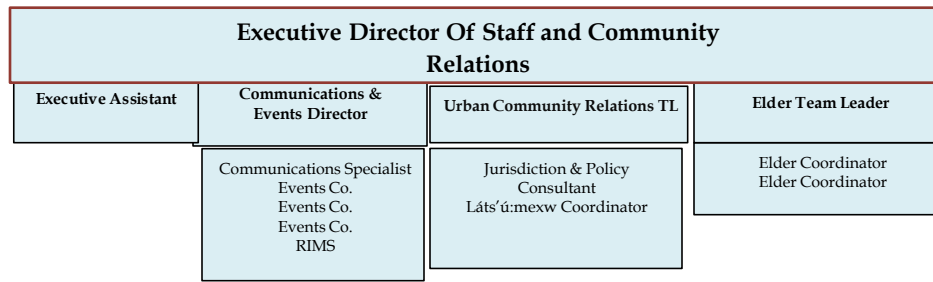 Executive Director Of Staff and Community
Relations
Executive Assistant
Communications &
Events Director
Urban Community Relations TL
Elder Team Leader
Communications Specialist
Events Co.
Events Co.
Events Co.
RIMS
Jurisdiction & Policy
Consultant
Láts'ú:mexw Coordinator
Elder Coordinator
Elder Coordinator